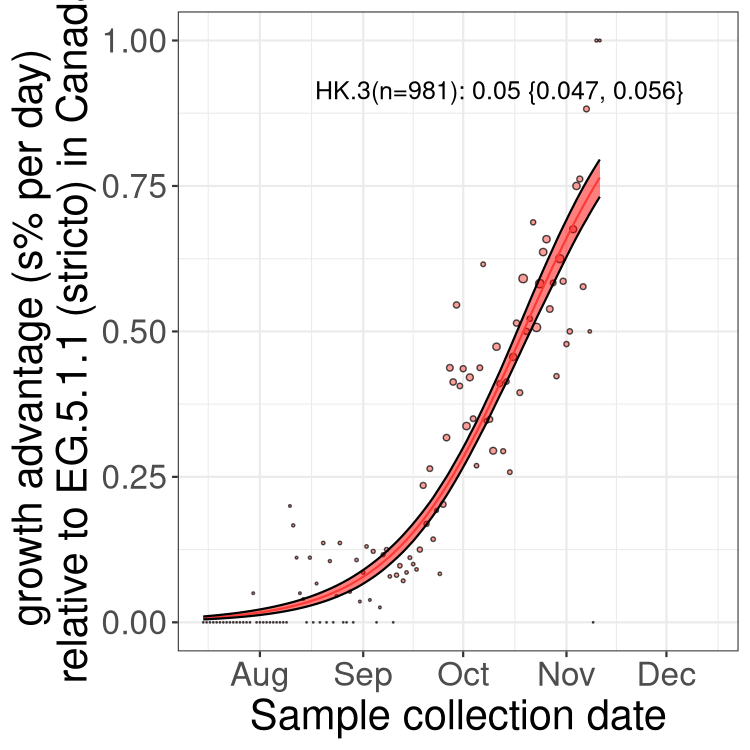 growth advantage (s% per day)
relative to EG.5.1.1 (stricto) in Canada
1.00
0.75
0.50
0.25
0.00
HK.3(n=981): 0.05 {0.047, 0.056}
Aug Sep Oct Nov Dec
Sample collection date